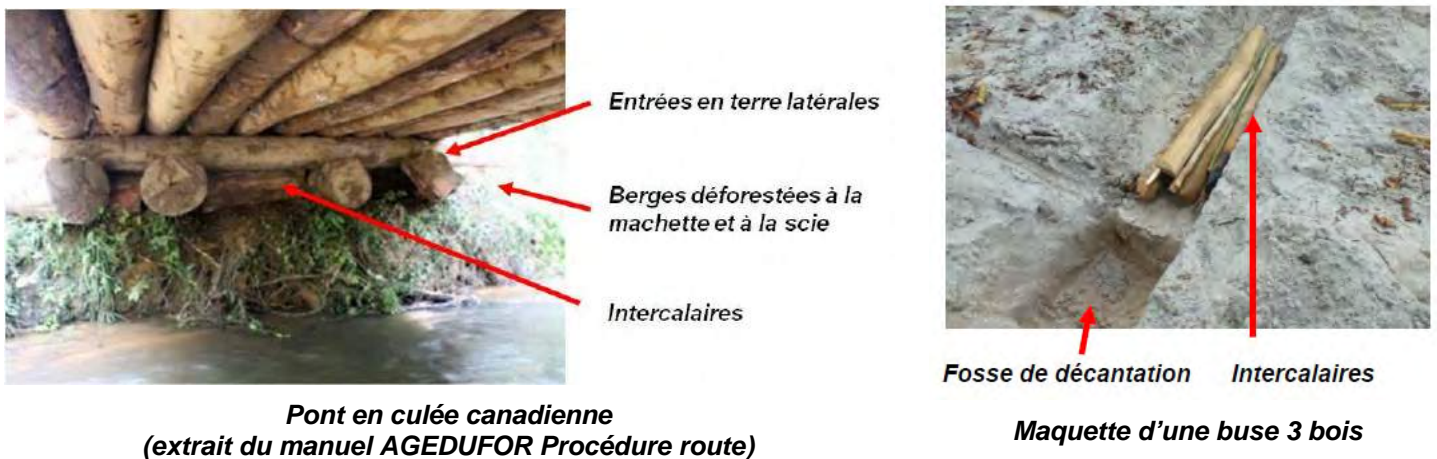 Entrées en terre latérales
Berges déforestées à la
machette et à la scie
Intercalaires
Pont en culée canadienne
(extrait du manuel AGEDUFOR Procédure route)
Fosse de décantation
Intercalaires
Maquette d'une buse 3 bois